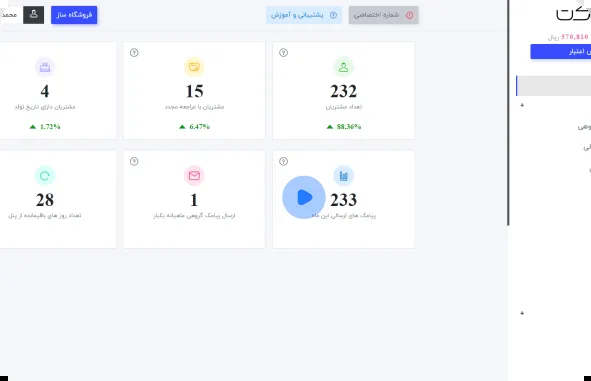 شماره اختصاصی
پشتیبانی و آموزش
فروشگاه ساز
محمد
570,810 ریال
اعتبار
232
تعداد مشتریان
88.36%
15
مشتریان با مراجعه مجدد
6.47%
4
مشتریان دارای تاریخ تولد
1.72%
233
پیامک های ارسالی این ماه
1
ارسال پیامک گروهی ماهیانه یکبار
28
تعداد روز های باقیمانده از پنل